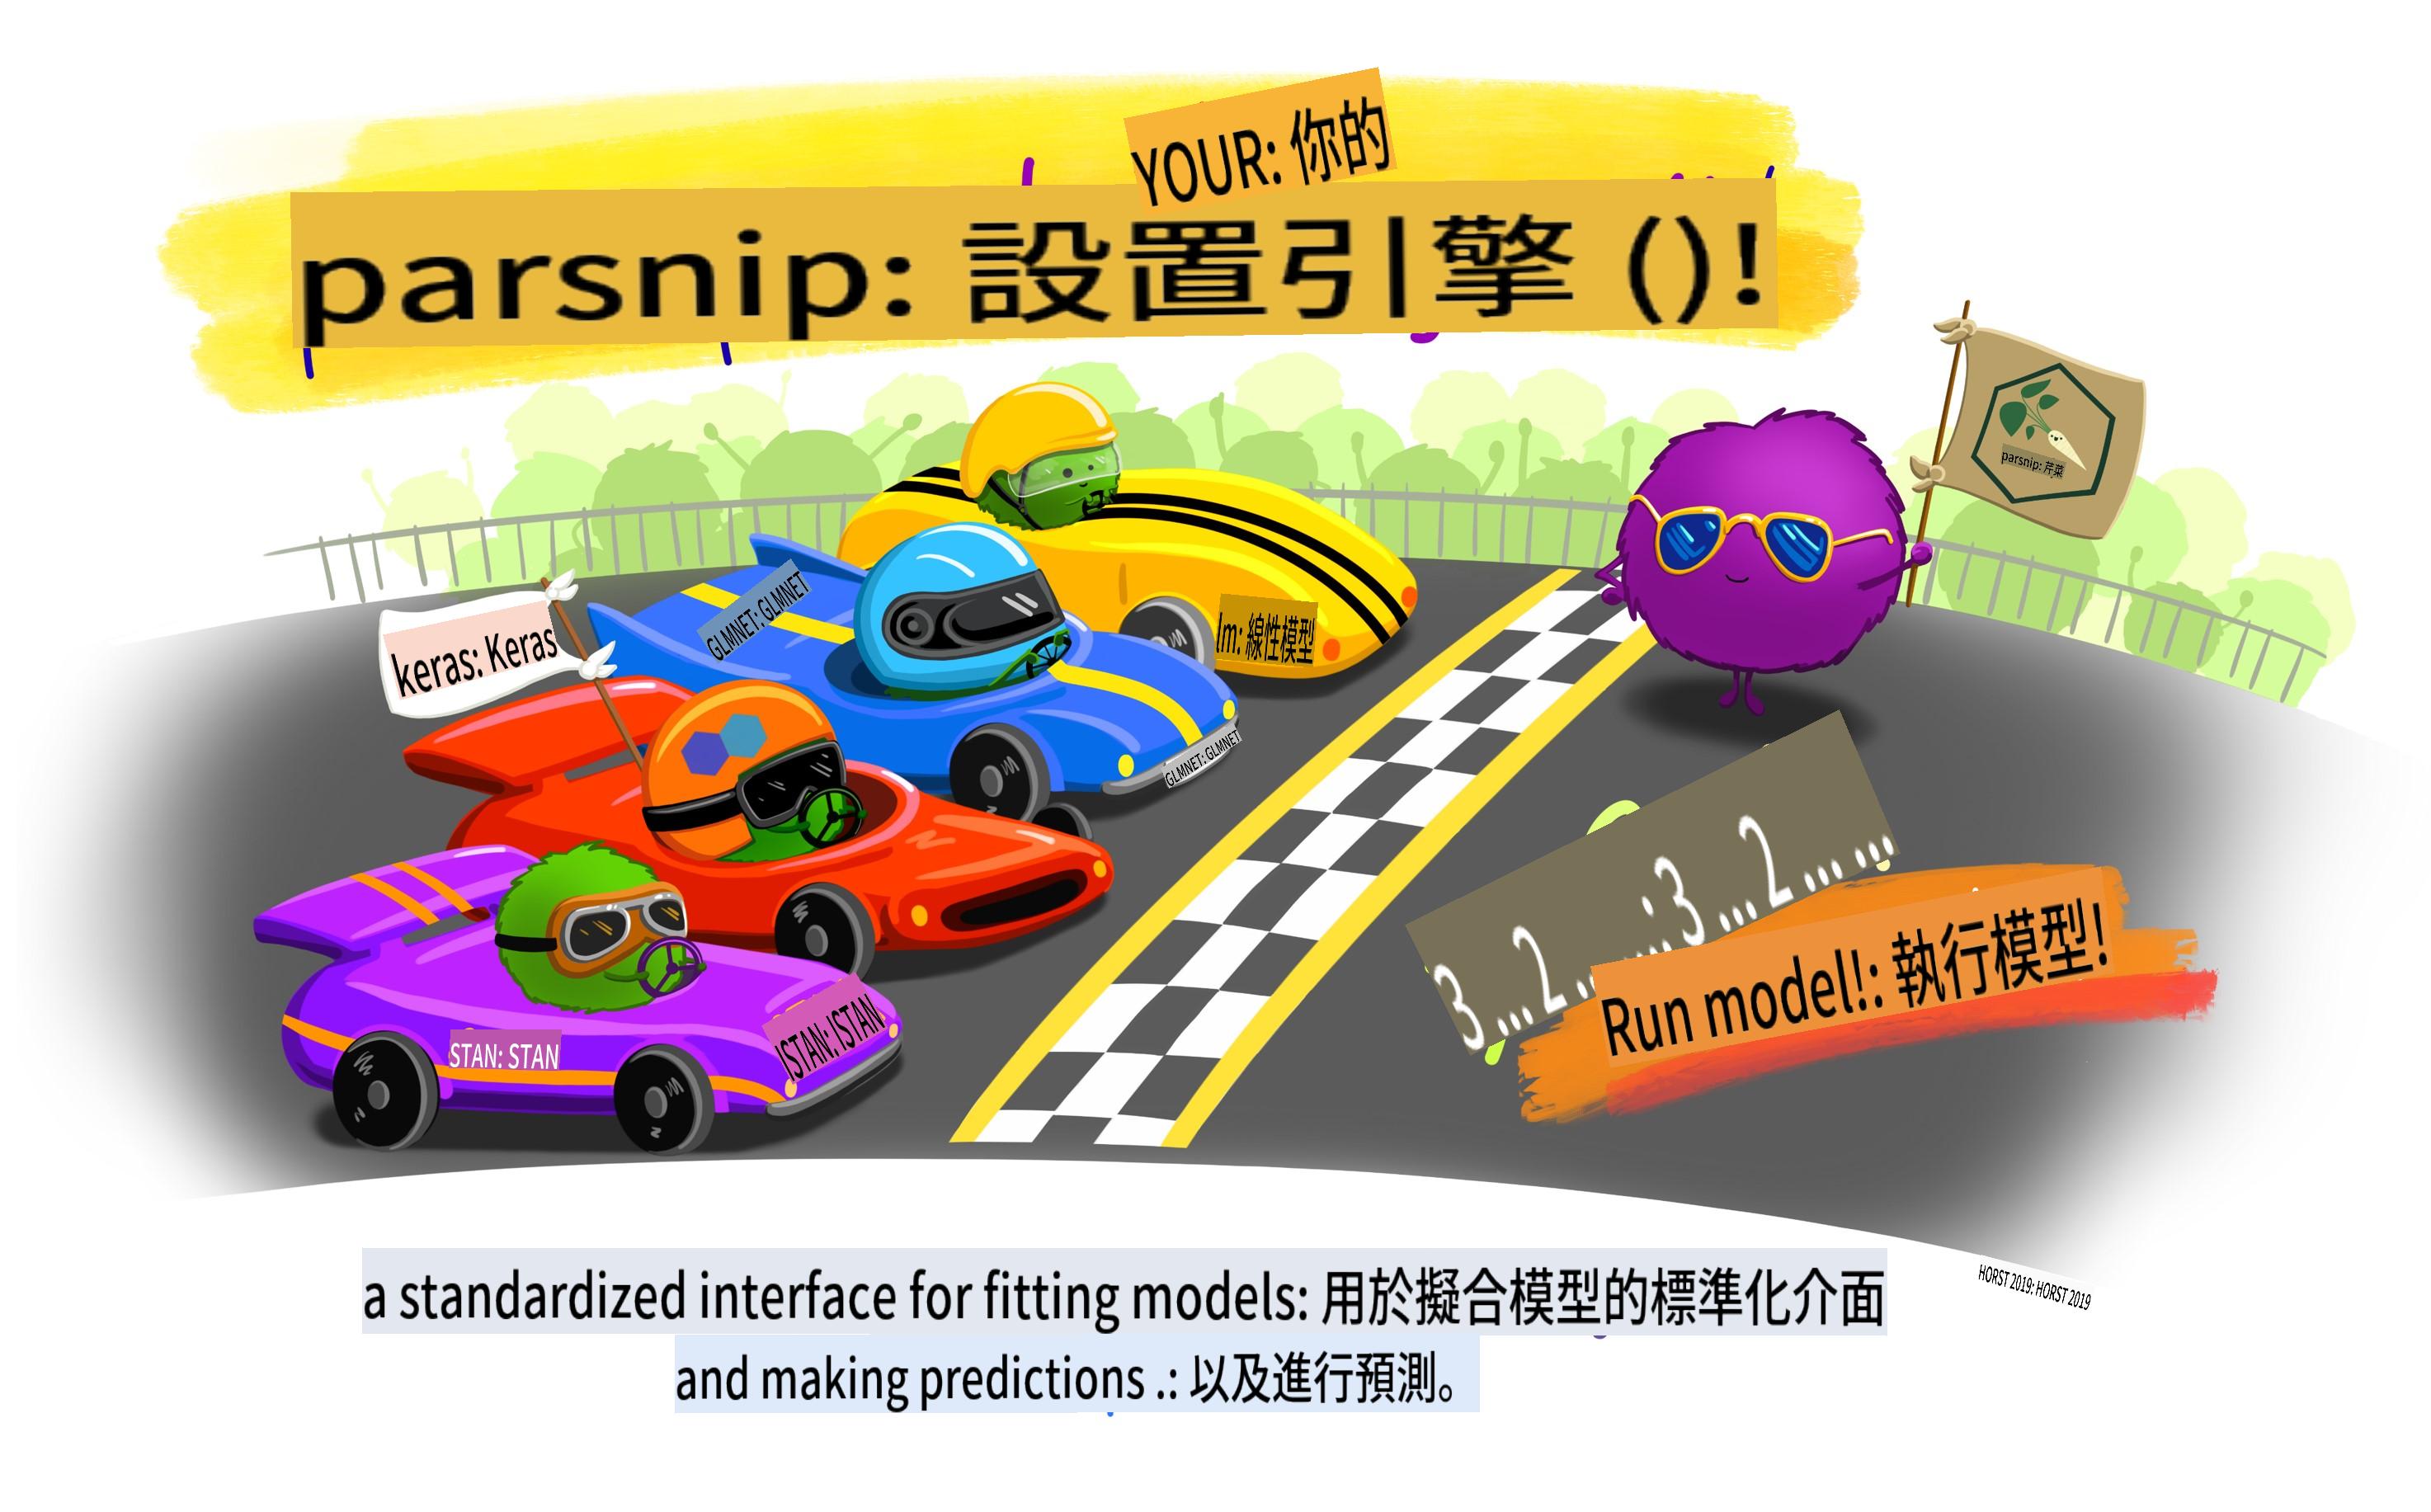 YOUR: 你的
parsnip: 設置引擎 ()!
parsnip: 芹菜
GLMNET: GLMNET
keras: Keras
lm: 線性模型
GLMNET: GLMNET
3...2......:3...2......
Run model!: 執行模型!
STAN: STAN
ISTAN: ISTAN
a standardized interface for fitting models: 用於擬合模型的標準化介面
and making predictions .: 以及進行預測。
HORST 2019: HORST 2019